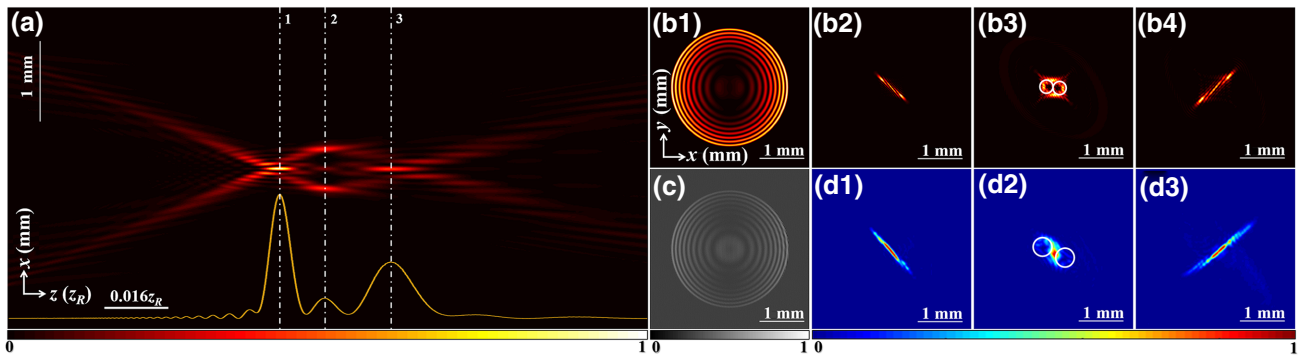 (a)
1
2
3
1 mm
x (mm)
z (zR)
0.016zR
0
1
(b1)
y (mm)
x (mm)
1 mm
(b2)
1 mm
(b3)
1 mm
(b4)
1 mm
(c)
1 mm
0
1
(d1)
1 mm
(d2)
1 mm
(d3)
1 mm
0
1